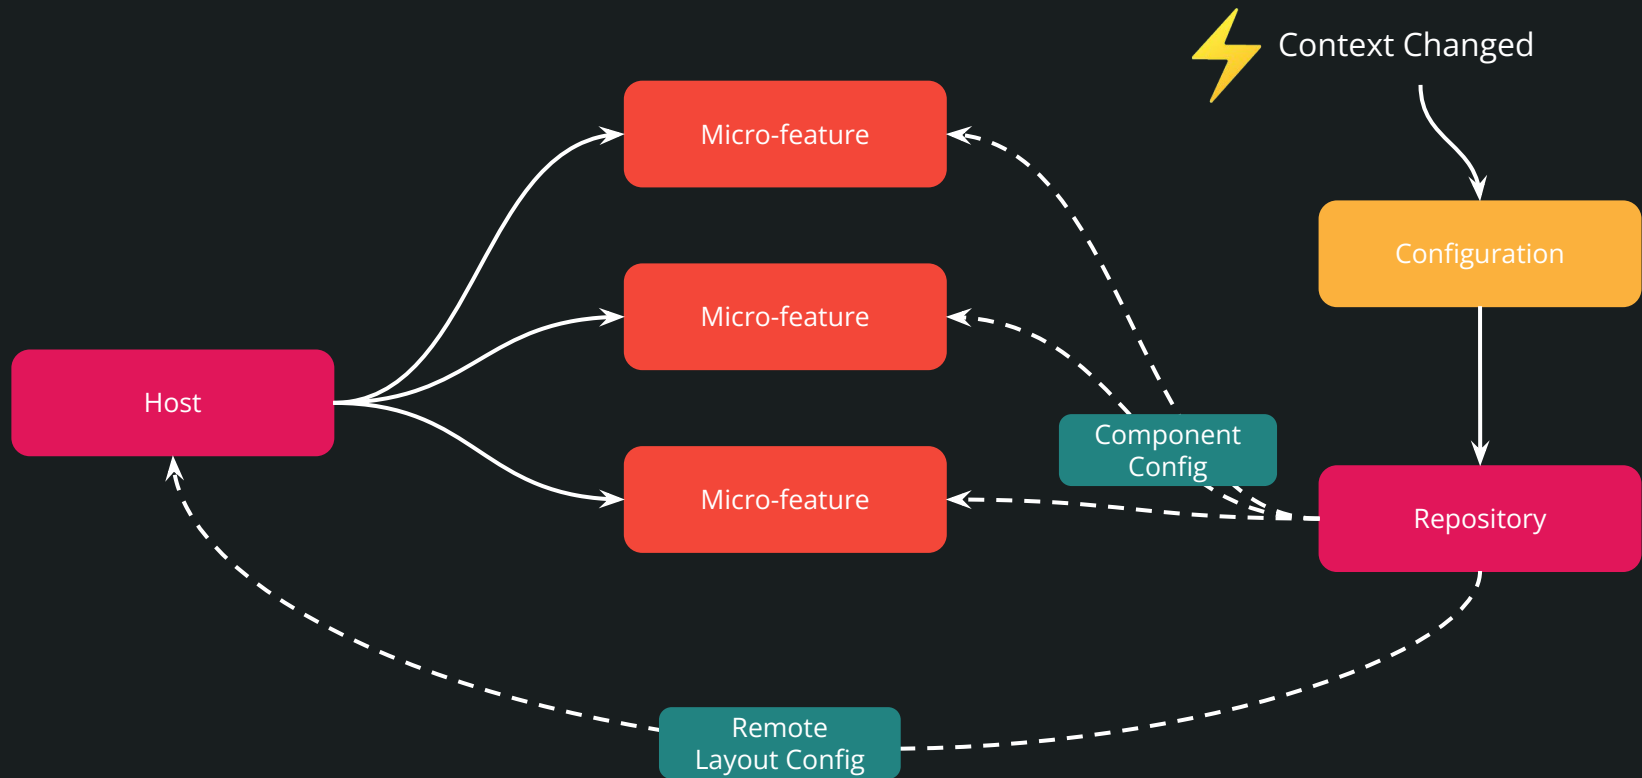 Context Changed
Micro-feature
Configuration
Micro-feature
Host
Component
Config
Micro-feature
Repository
Remote
Layout Config